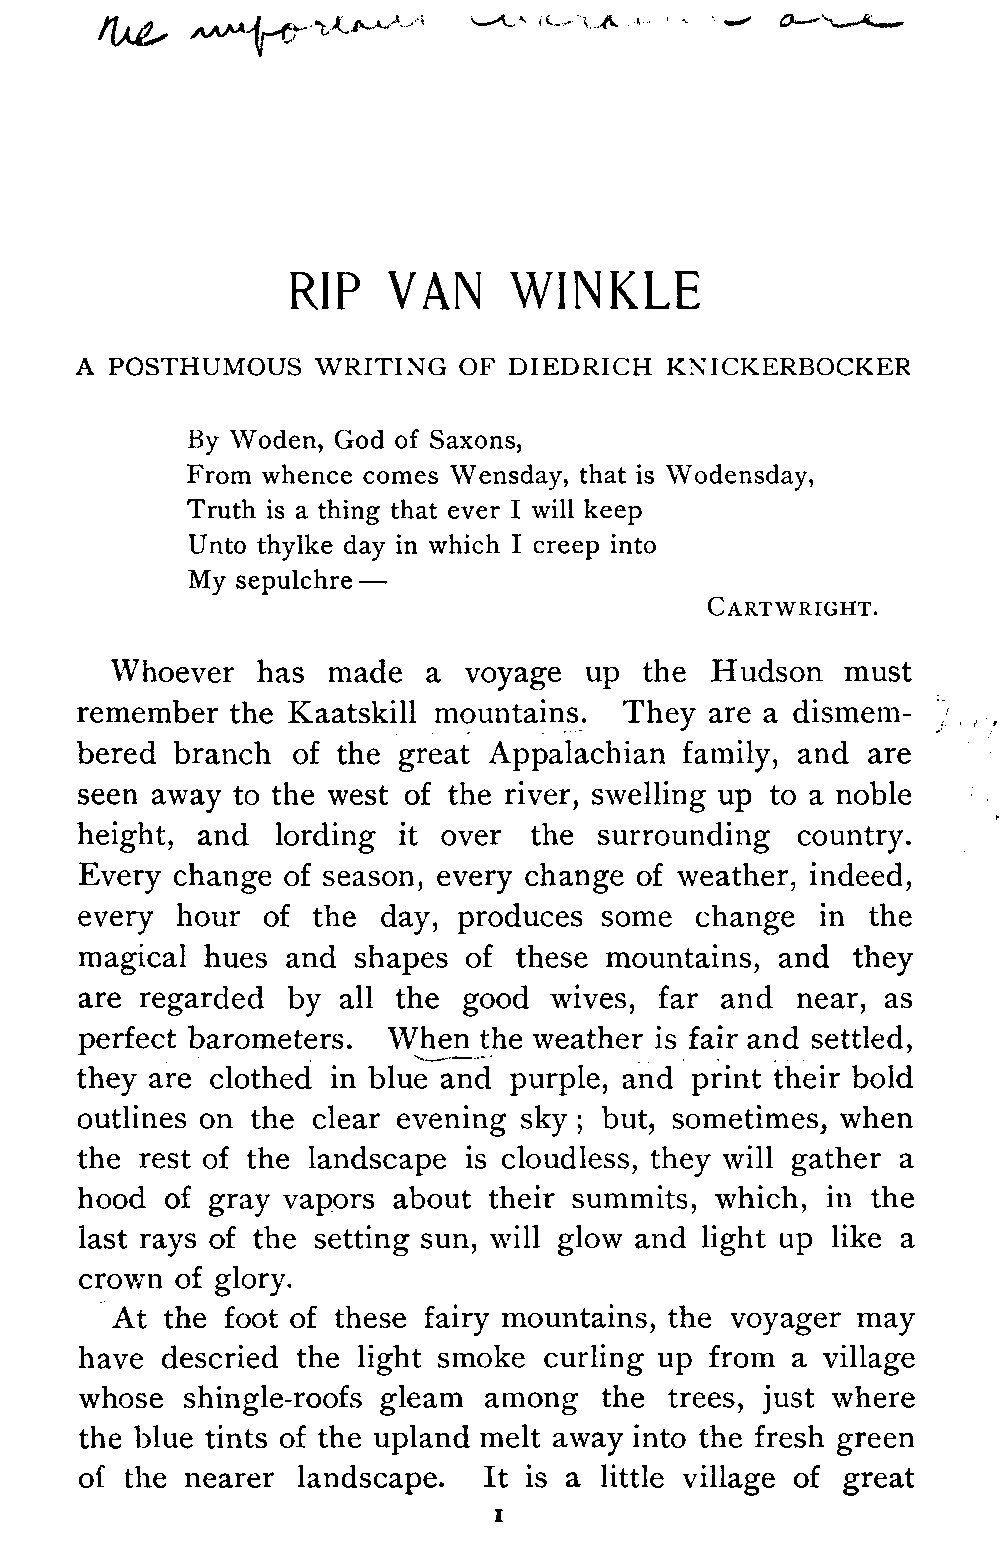 The important are
RIP VAN WINKLE
A POSTHUMOUS WRITING OF DIEDRICH KNICKERBOCKER
By Woden, God of Saxons,
From whence comes Wensday, that is Wodensday,
Truth is a thing that ever I will keep
Unto thylke day in which I creep into
My sepulchre —
CARTWRIGHT.
Whoever has made a voyage up the Hudson must
remember the Kaatskill mountains. They are a dismem-
bered branch of the great Appalachian family, and are
seen away to the west of the river, swelling up to a noble
height, and lording it over the surrounding country.
Every change of season, every change of weather, indeed,
every hour of the day, produces some change in the
magical hues and shapes of these mountains, and they
are regarded by all the good wives, far and near, as
perfect barometers. When the weather is fair and settled,
they are clothed in blue and purple, and print their bold
outlines on the clear evening sky ; but, sometimes, when
the rest of the landscape is cloudless, they will gather a
hood of gray vapors about their summits, which, in the
last rays of the setting sun, will glow and light up like a
crown of glory.
At the foot of these fairy mountains, the voyager may
have descried the light smoke curling up from a village
whose shingle-roofs gleam among the trees, just where
the blue tints of the upland melt away into the fresh green
of the nearer landscape. It is a little village of great
1